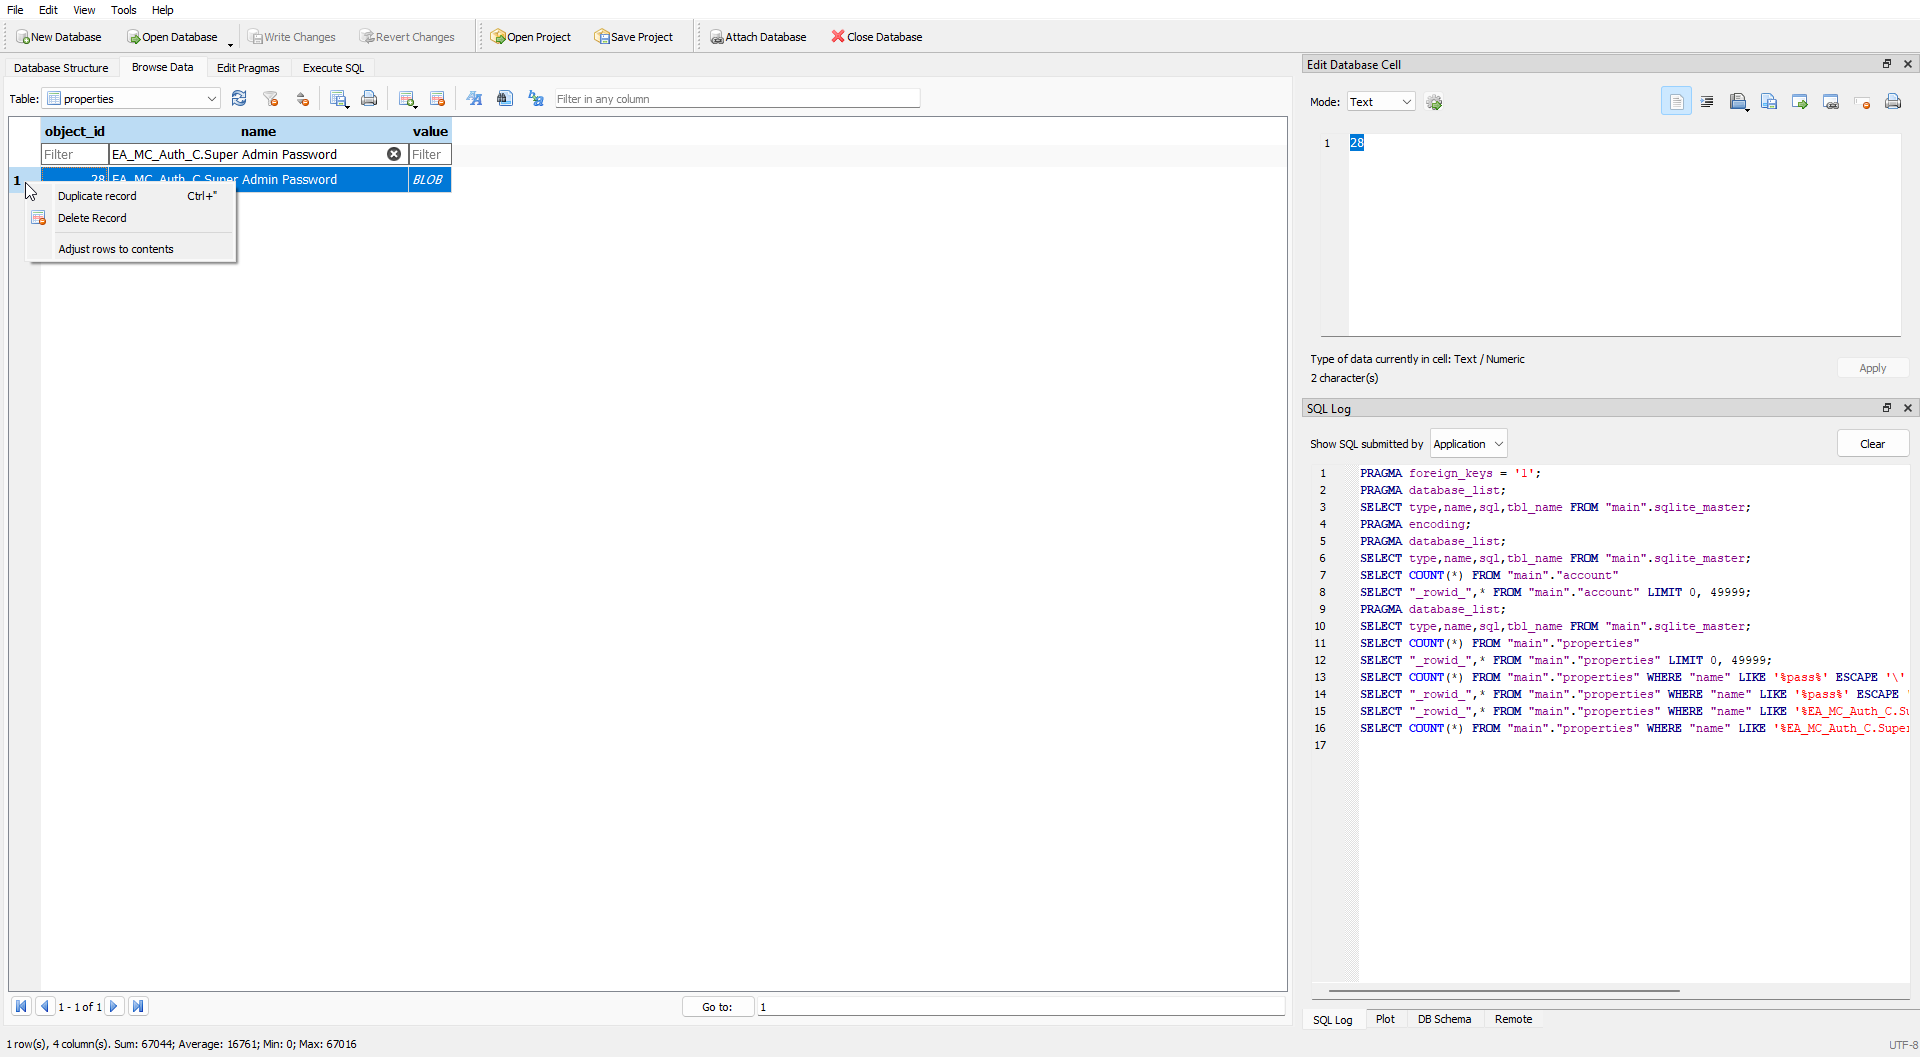 File Edit View Tools Help
New Database Open Database Write Changes Revert Changes Open Project Save Project Attach Database Close Database
Database Structure Browse Data Edit Pragmas Execute SQL
Table: properties Filter in any column
object_id name value
Filter EA_MC_Auth_C.Super Admin Password Filter
1 28 EA_MC_Auth_C.Super Admin Password BLOB
Duplicate record Ctrl+"
Delete Record
Adjust rows to contents
1 - 1 of 1 Go to: 1
1 row(s), 4 column(s). Sum: 67044; Average: 16761; Min: 0; Max: 67016
Edit Database Cell
Mode: Text
1 28
Type of data currently in cell: Text / Numeric
2 character(s)
Apply
SQL Log
Show SQL submitted by Application Clear
1 PRAGMA foreign_keys = '1';
2 PRAGMA database_list;
3 SELECT type,name,sql,tbl_name FROM "main".sqlite_master;
4 PRAGMA encoding;
5 PRAGMA database_list;
6 SELECT type,name,sql,tbl_name FROM "main".sqlite_master;
7 SELECT COUNT(*) FROM "main"."account"
8 SELECT "_rowid_",* FROM "main"."account" LIMIT 0, 49999;
9 PRAGMA database_list;
10 SELECT type,name,sql,tbl_name FROM "main".sqlite_master;
11 SELECT COUNT(*) FROM "main"."properties"
12 SELECT "_rowid_",* FROM "main"."properties" LIMIT 0, 49999;
13 SELECT COUNT(*) FROM "main"."properties" WHERE "name" LIKE '%pass%' ESCAPE '\'
14 SELECT "_rowid_",* FROM "main"."properties" WHERE "name" LIKE '%pass%' ESCAPE '
15 SELECT "_rowid_",* FROM "main"."properties" WHERE "name" LIKE '%EA_MC_Auth_C.Su
16 SELECT COUNT(*) FROM "main"."properties" WHERE "name" LIKE '%EA_MC_Auth_C.Super
17
SQL Log Plot DB Schema Remote
UTF-8